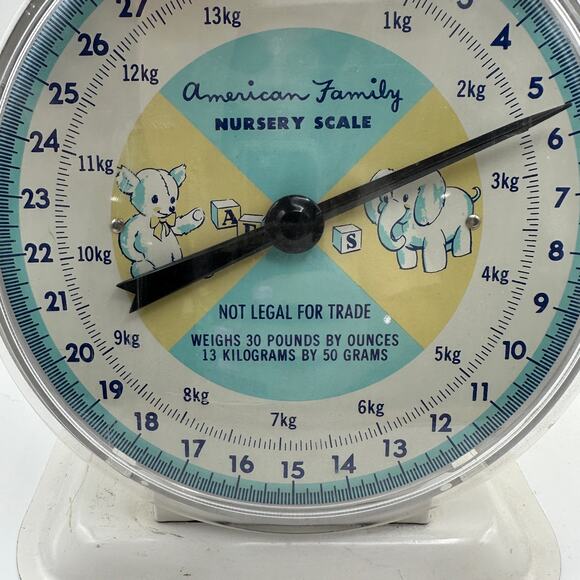 27
13kg
1kg
3
26
4
12kg
American Family
2kg
25
NURSERY SCALE
5
24
6
11kg
3kg
23
A
S
7
22
10kg
8
4kg
21
NOT LEGAL FOR TRADE
9
9kg
WEIGHS 30 POUNDS BY OUNCES
20
13 KILOGRAMS BY 50 GRAMS
5kg
10
19
8kg
7kg
6kg
11
18
12
17
16
15
14
13